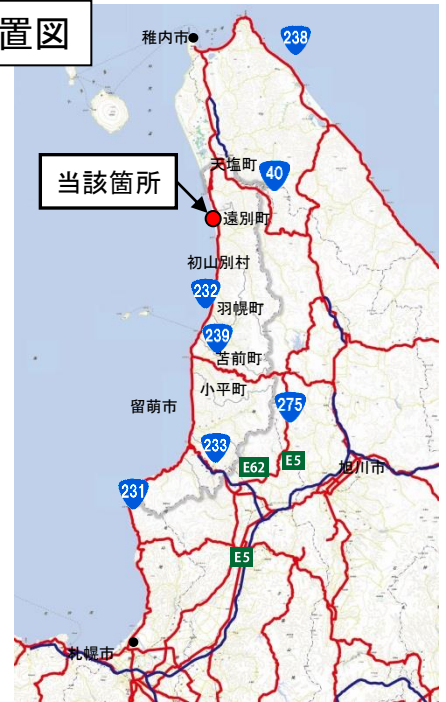 置図
稚内市
238
天塩町
40
当該箇所
遠別町
初山別村
232
羽幌町
239
苫前町
小平町
留萌市
275
233
E62
E5
旭川市
231
E5
札幌市